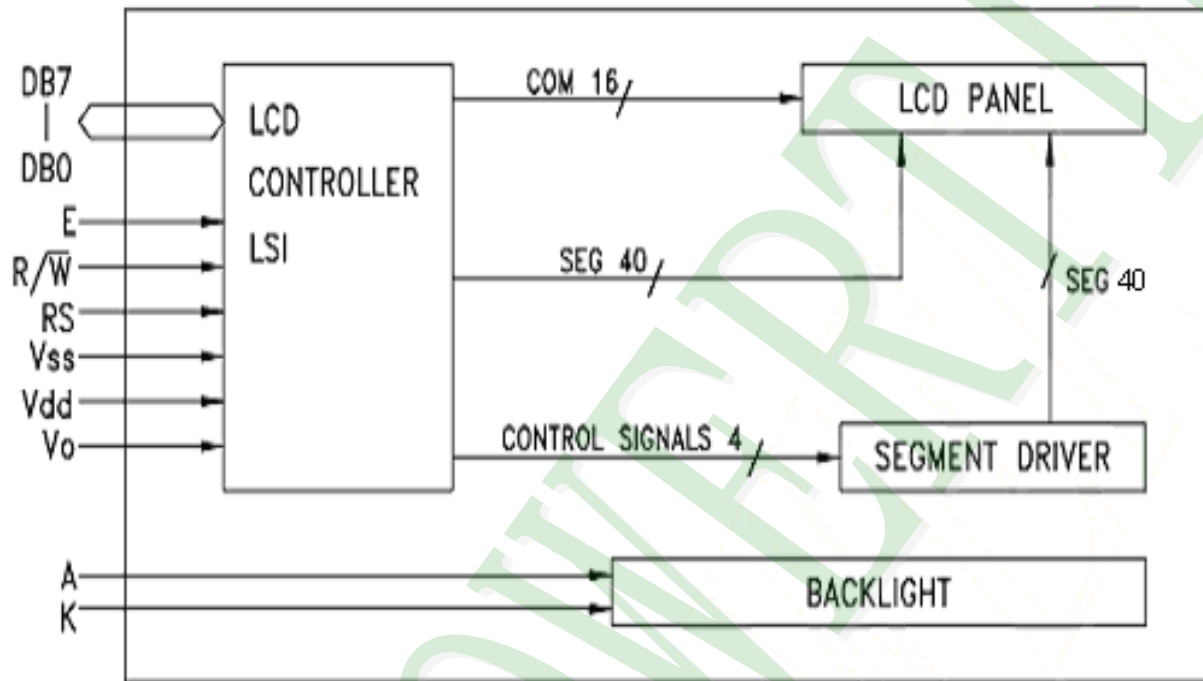 DB7
DB0
E
R/W̅
RS
Vss
Vdd
Vo
A
K
LCD
CONTROLLER
LSI
COM 16
LCD PANEL
SEG 40
SEG 40
CONTROL SIGNALS 4
SEGMENT DRIVER
BACKLIGHT